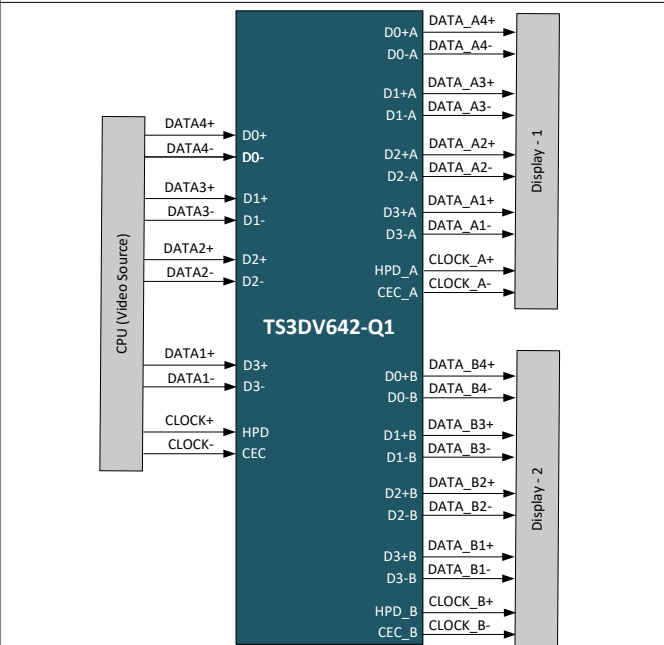 CPU (Video Source)
DATA4+
DATA4-
DATA3+
DATA3-
DATA2+
DATA2-
DATA1+
DATA1-
CLOCK+
CLOCK-
D0+
D0-
D1+
D1-
D2+
D2-
D3+
D3-
HPD
CEC
TS3DV642-Q1
D0+A
D0-A
D1+A
D1-A
D2+A
D2-A
D3+A
D3-A
HPD_A
CEC_A
DATA_A4+
DATA_A4-
DATA_A3+
DATA_A3-
DATA_A2+
DATA_A2-
DATA_A1+
DATA_A1-
CLOCK_A+
CLOCK_A-
Display - 1
D0+B
D0-B
D1+B
D1-B
D2+B
D2-B
D3+B
D3-B
HPD_B
CEC_B
DATA_B4+
DATA_B4-
DATA_B3+
DATA_B3-
DATA_B2+
DATA_B2-
DATA_B1+
DATA_B1-
CLOCK_B+
CLOCK_B-
Display - 2